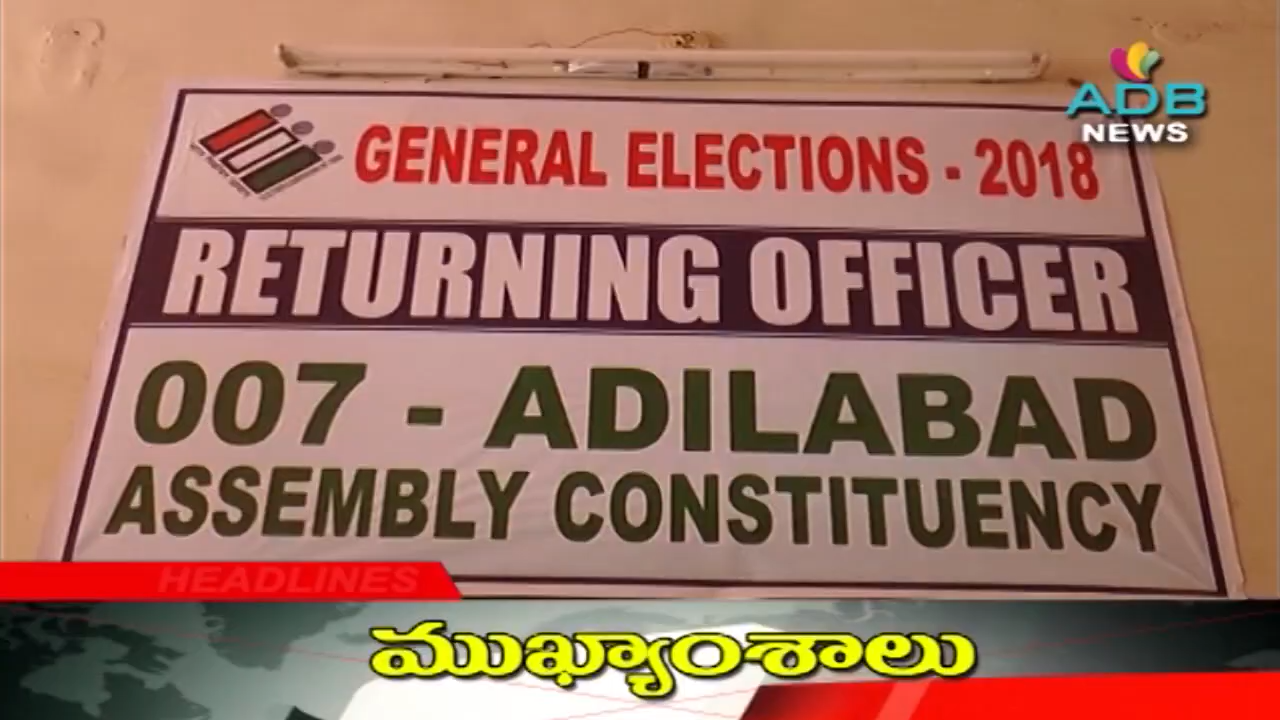 ADB
NEWS
GENERAL ELECTIONS - 2018
RETURNING OFFICER
007 - ADILABAD
ASSEMBLY CONSTITUENCY
HEADLINES
ముఖ్యాంశాలు